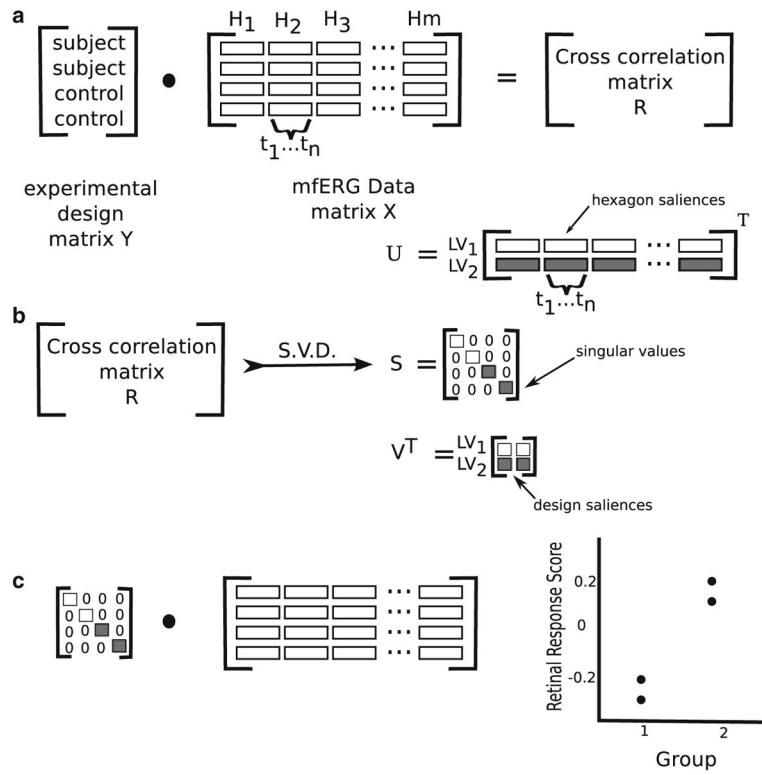 a
H1 H2 H3 ... Hm
subject
subject
control
control
=
Cross correlation
matrix
R
t1...tn
experimental
design
matrix Y
mfERG Data
matrix X
hexagon saliences
U = LV1
LV2
T
t1...tn
b
Cross correlation
matrix
R
S.V.D.
S =
0 0 0
0 0 0
0 0 0
0 0 0
singular values
VT = LV1
LV2
design saliences
c
0 0 0
0 0 0
0 0 0
0 0 0
...
...
...
...
Retinal Response Score
0.2
0
-0.2
1 2
Group